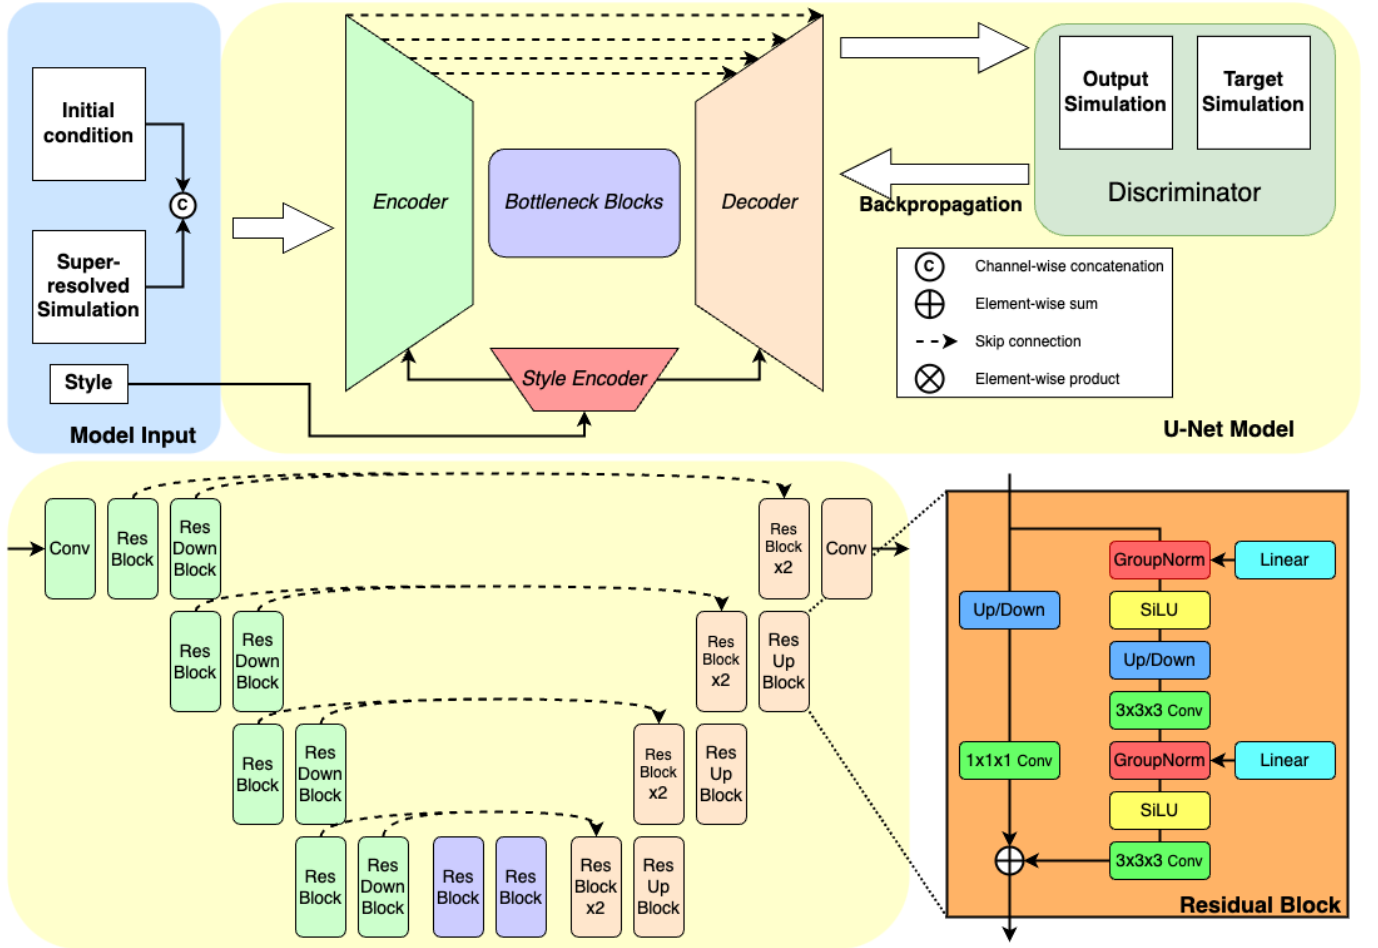 Initial
condition
C
Super-
resolved
Simulation
Style
Model Input
Encoder
Bottleneck Blocks
Decoder
Style Encoder
Output
Simulation
Target
Simulation
Discriminator
Backpropagation
C
Channel-wise concatenation
Element-wise sum
Skip connection
Element-wise product
U-Net Model
Conv
Res
Block
Res
Down
Block
Res
Block
x2
Conv
Res
Block
Res
Down
Block
Res
Block
x2
Res
Up
Block
Res
Block
Res
Down
Block
Res
Block
x2
Res
Up
Block
Res
Block
Res
Down
Block
Res
Block
Res
Block
Res
Block
x2
Res
Up
Block
GroupNorm
Linear
Up/Down
SiLU
Up/Down
3x3x3 Conv
1x1x1 Conv
GroupNorm
Linear
SiLU
3x3x3 Conv
Residual Block